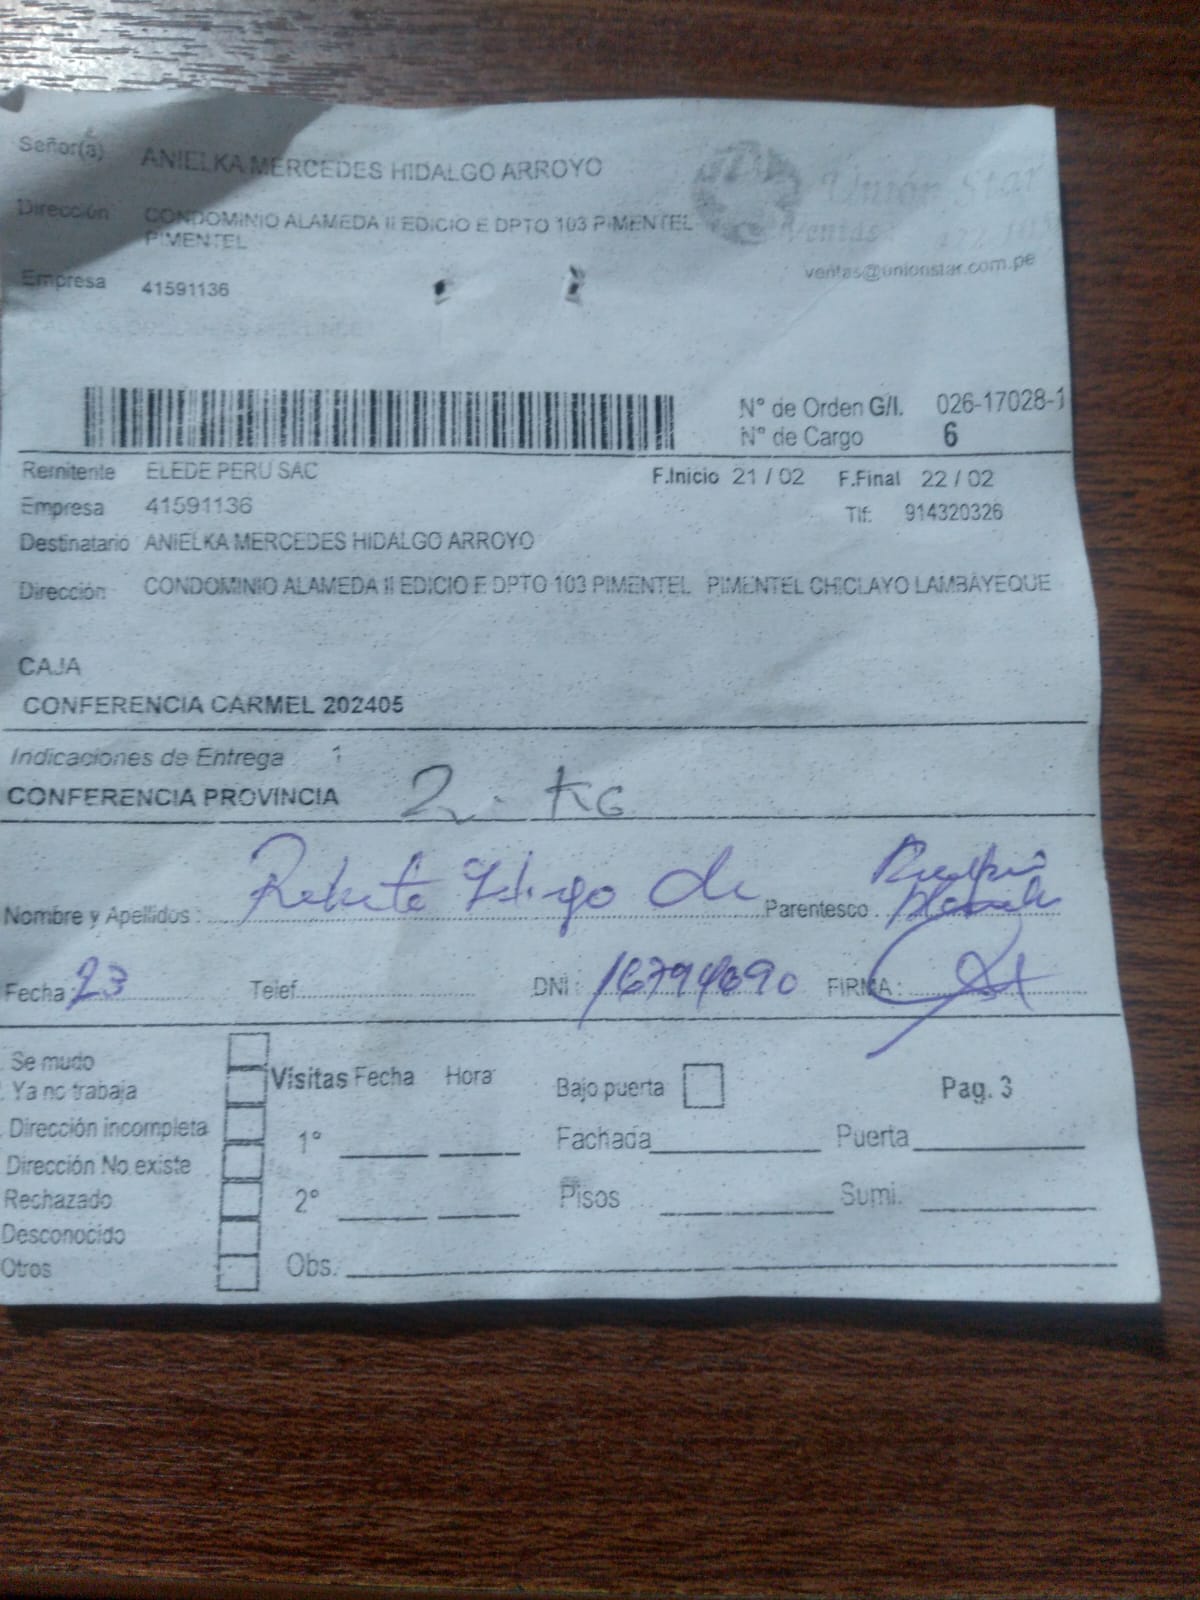 Señor(a) ANIELKA MERCEDES HIDALGO ARROYO
Dirección CONDOMINIO ALAMEDA II EDICIO E DPTO 103 PIMENTEL
PIMENTEL
Unión Star
Ventas:
ventas@unionstar.com.pe
Empresa 41591136
N° de Orden G/I. 026-17028-1
N° de Cargo 6
Remitente ELEDE PERU SAC F.Inicio 21 / 02 F.Final 22 / 02
Empresa 41591136 Tlf: 914320326
Destinatario ANIELKA MERCEDES HIDALGO ARROYO
Dirección CONDOMINIO ALAMEDA II EDICIO E DPTO 103 PIMENTEL PIMENTEL CHICLAYO LAMBAYEQUE
CAJA
CONFERENCIA CARMEL 202405
Indicaciones de Entrega 1
CONFERENCIA PROVINCIA 2 - KG
Nombre y Apellidos : Parentesco .
Fecha : 23 Telef. DNI : 16794690 FIRMA :
Se mudo
Ya no trabaja
Dirección incompleta
Dirección No existe
Rechazado
Desconocido
Otros
Visitas Fecha Hora
1°
2°
Obs.
Bajo puerta Pag. 3
Fachada Puerta
Pisos Sumi.